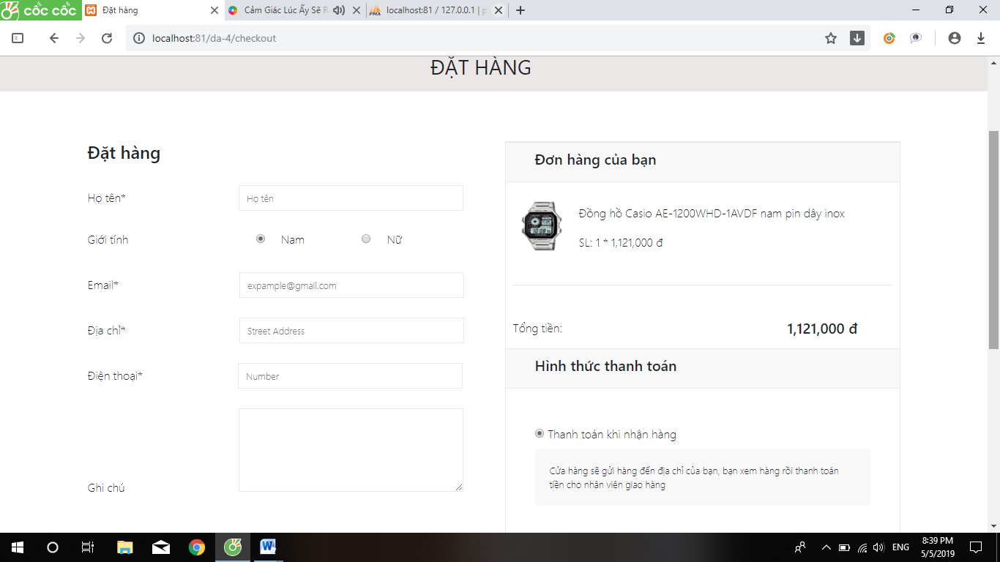 cốc cốc
Đặt hàng
Cảm Giác Lúc Ấy Sẽ R
localhost:81 / 127.0.0.1 | p
localhost:81/da-4/checkout
ĐẶT HÀNG
Đặt hàng
Họ tên*
Họ tên
Giới tính
Nam
Nữ
Email*
expample@gmail.com
Địa chỉ*
Street Address
Điện thoại*
Number
Ghi chú
Đơn hàng của bạn
Đồng hồ Casio AE-1200WHD-1AVDF nam pin dây inox
SL: 1 * 1,121,000 đ
Tổng tiền:
1,121,000 đ
Hình thức thanh toán
Thanh toán khi nhận hàng
Cửa hàng sẽ gửi hàng đến địa chỉ của bạn, bạn xem hàng rồi thanh toán
tiền cho nhân viên giao hàng
ENG
8:39 PM
5/5/2019